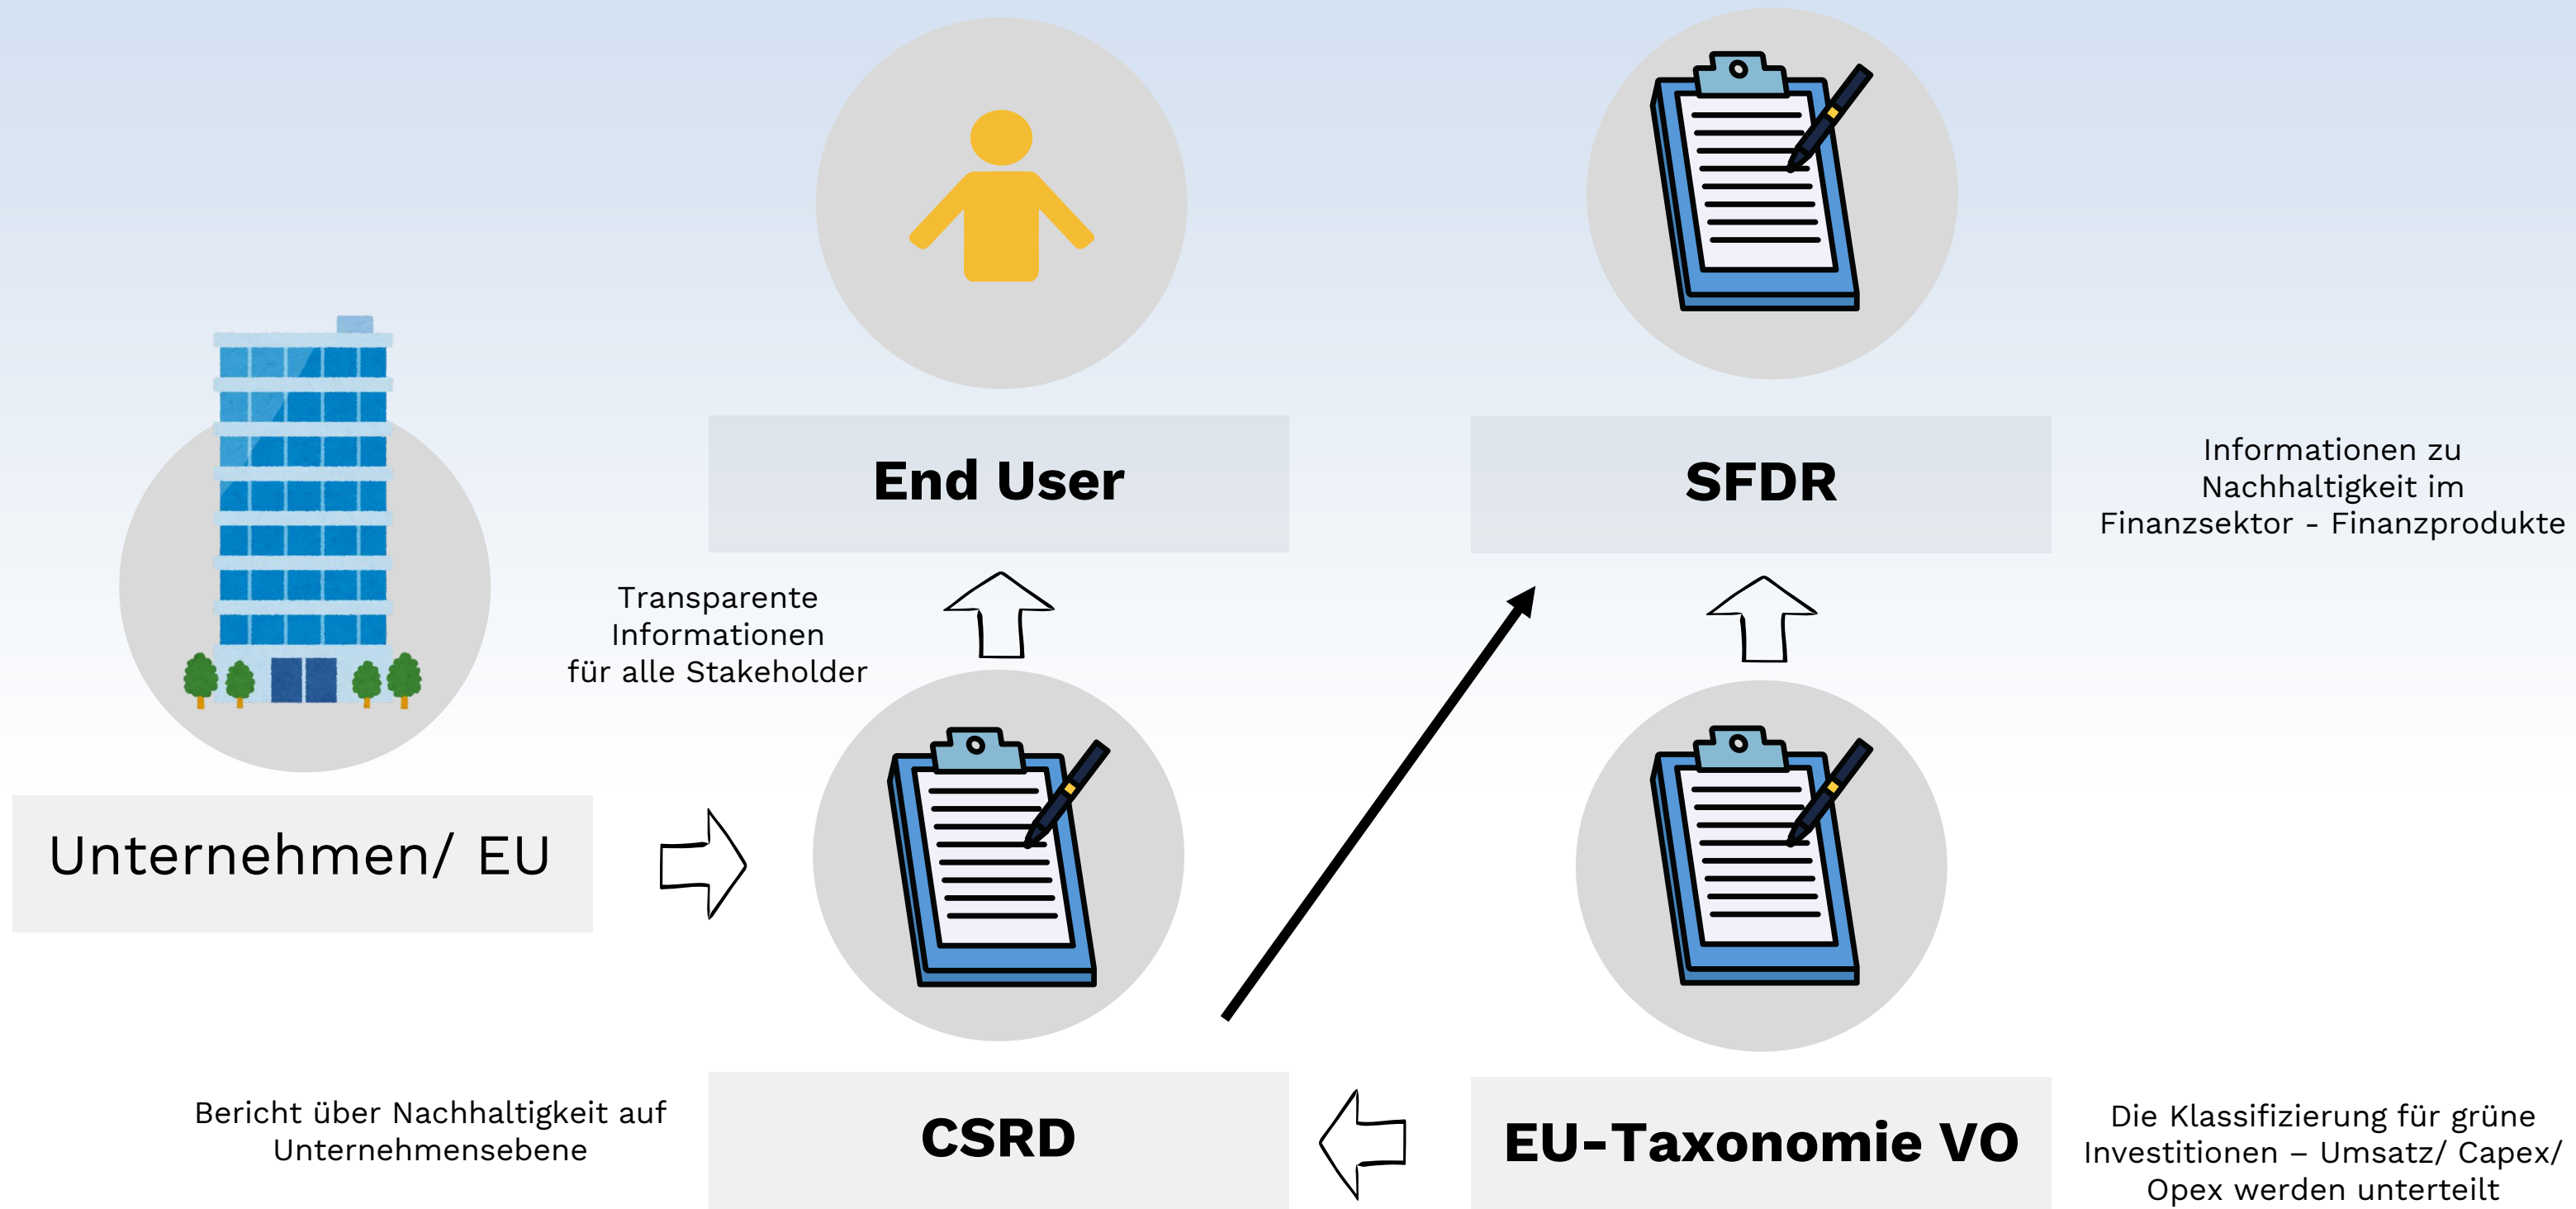 End User
SFDR
Informationen zu
Nachhaltigkeit im
Finanzsektor - Finanzprodukte
Transparente
Informationen
für alle Stakeholder
Unternehmen/ EU
Bericht über Nachhaltigkeit auf
Unternehmensebene
CSRD
EU-Taxonomie VO
Die Klassifizierung für grüne
Investitionen – Umsatz/ Capex/
Opex werden unterteilt